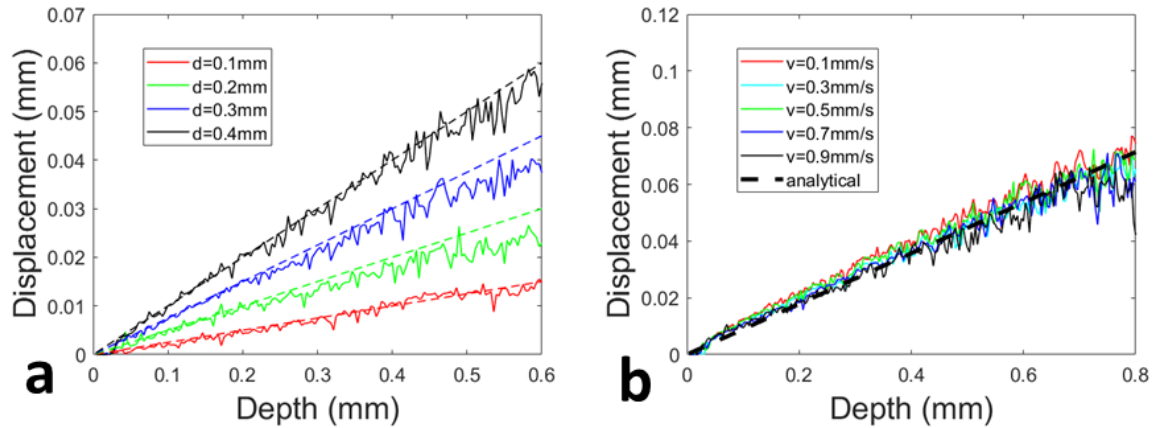 0.07
0.06
0.05
0.04
0.03
0.02
0.01
0
Displacement (mm)
d=0.1mm
d=0.2mm
d=0.3mm
d=0.4mm
0 0.1 0.2 0.3 0.4 0.5 0.6
Depth (mm)
a
0.12
0.1
0.08
0.06
0.04
0.02
0
Displacement (mm)
v=0.1mm/s
v=0.3mm/s
v=0.5mm/s
v=0.7mm/s
v=0.9mm/s
analytical
0 0.2 0.4 0.6 0.8
Depth (mm)
b